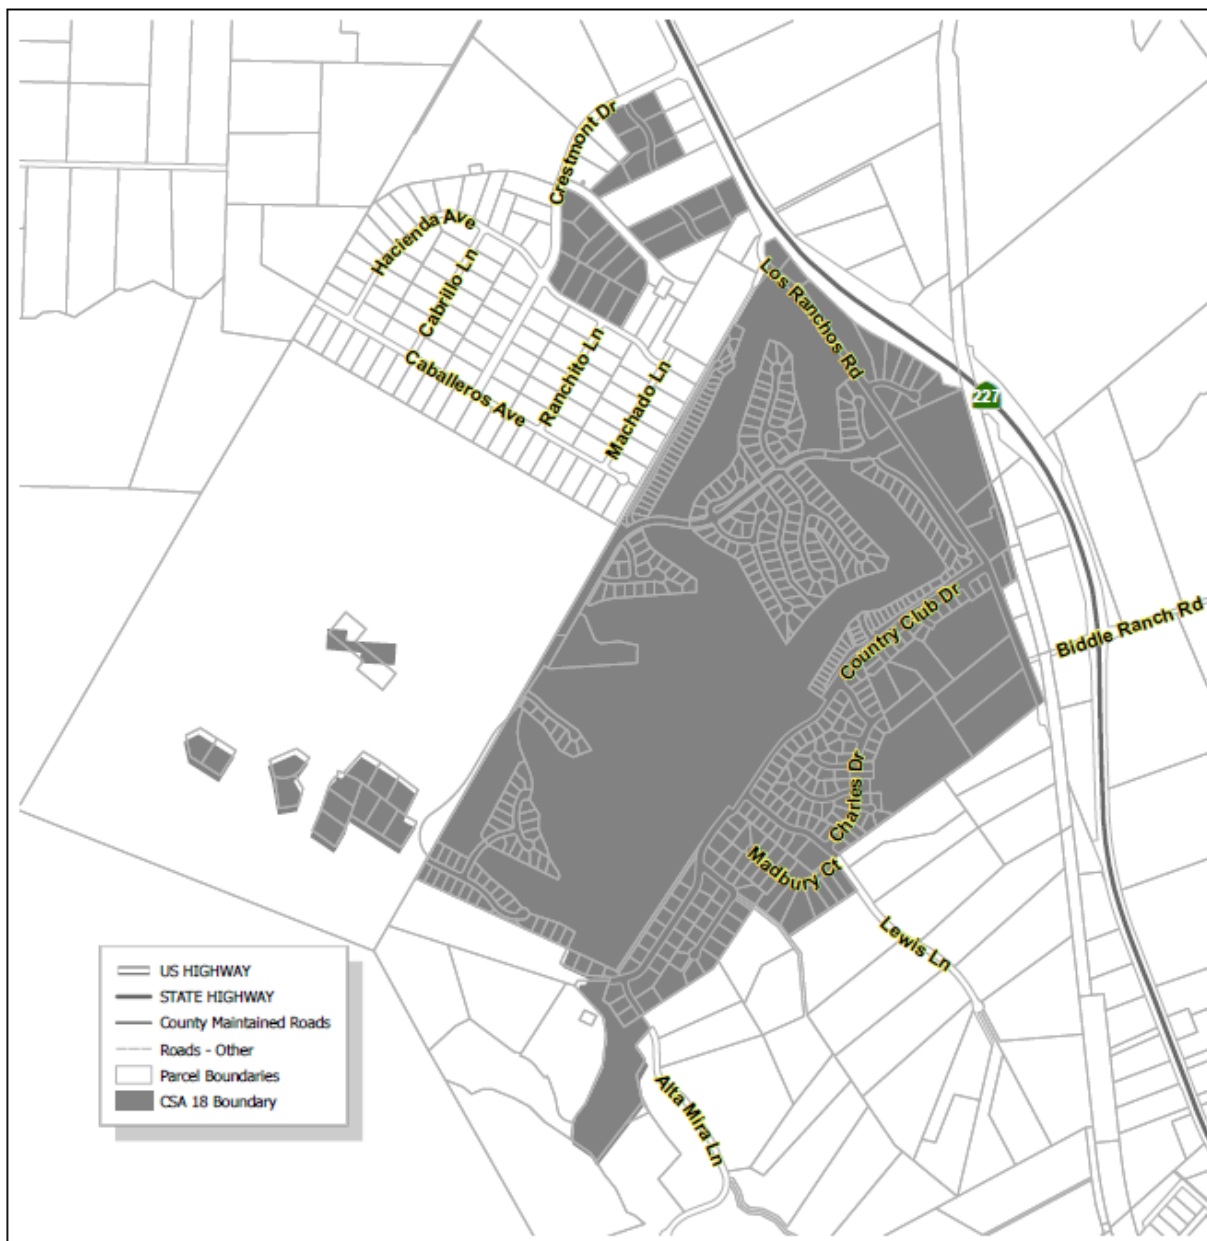 Crestmont Dr
Hacienda Ave
Cabrillo Ln
Los Ranchos Rd
Caballeros Ave
Ranchito Ln
Machado Ln
227
Country Club Dr
Biddle Ranch Rd
Charles Dr
Madbury Ct
Lewis Ln
Alta Mira Ln
US HIGHWAY
STATE HIGHWAY
County Maintained Roads
Roads - Other
Parcel Boundaries
CSA 18 Boundary